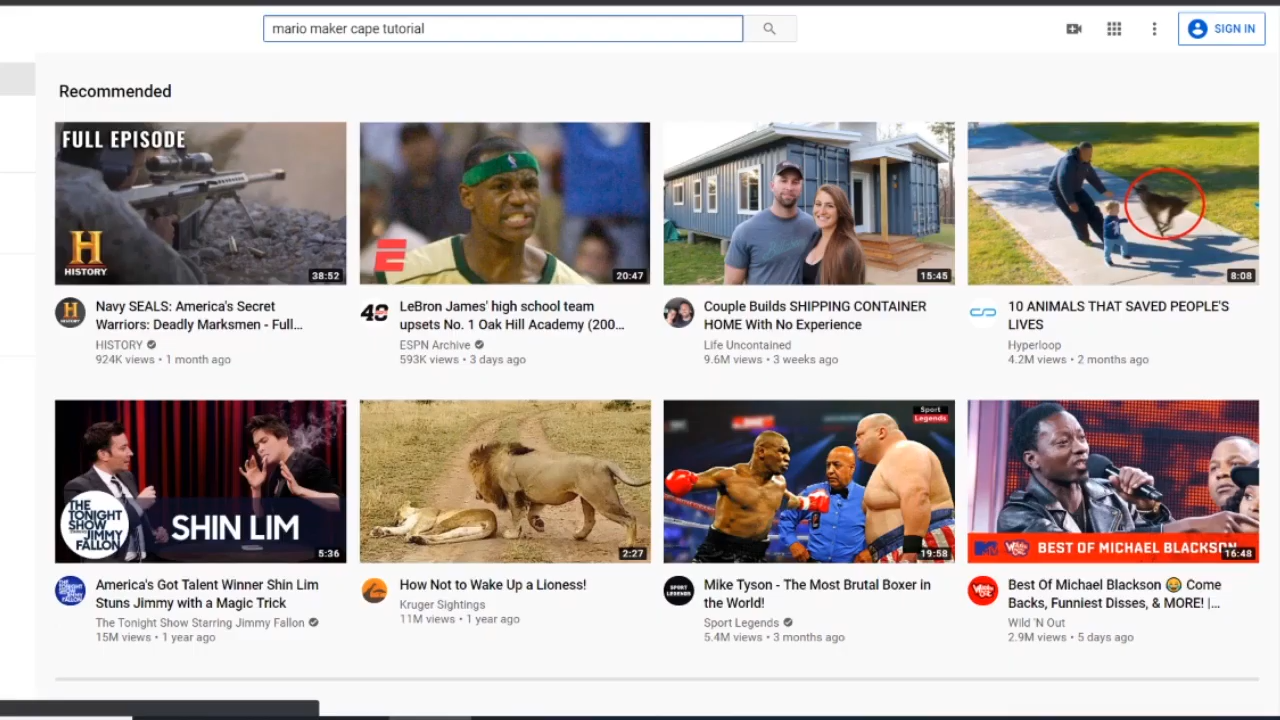 mario maker cape tutorial
SIGN IN
Recommended
FULL EPISODE
H
HISTORY
38:52
E
20:47
15:45
8:08
HISTORY
Navy SEALS: America's Secret
Warriors: Deadly Marksmen - Full...
HISTORY
924K views • 1 month ago
LeBron James' high school team
upsets No. 1 Oak Hill Academy (200...
ESPN Archive
593K views • 3 days ago
Couple Builds SHIPPING CONTAINER
HOME With No Experience
Life Uncontained
9.6M views • 3 weeks ago
10 ANIMALS THAT SAVED PEOPLE'S
LIVES
Hyperloop
4.2M views • 2 months ago
THE
TONIGHT
SHOW
JIMMY
FALLON
SHIN LIM
5:36
2:27
Sport
Legends
19:58
MTV
BEST OF MICHAEL BLACKSON
16:48
America's Got Talent Winner Shin Lim
Stuns Jimmy with a Magic Trick
The Tonight Show Starring Jimmy Fallon
15M views • 1 year ago
How Not to Wake Up a Lioness!
Kruger Sightings
11M views • 1 year ago
SPORT
LEGENDS
Mike Tyson - The Most Brutal Boxer in
the World!
Sport Legends
5.4M views • 3 months ago
Best Of Michael Blackson 😂 Come
Backs, Funniest Disses, & MORE! |...
Wild 'N Out
2.9M views • 5 days ago